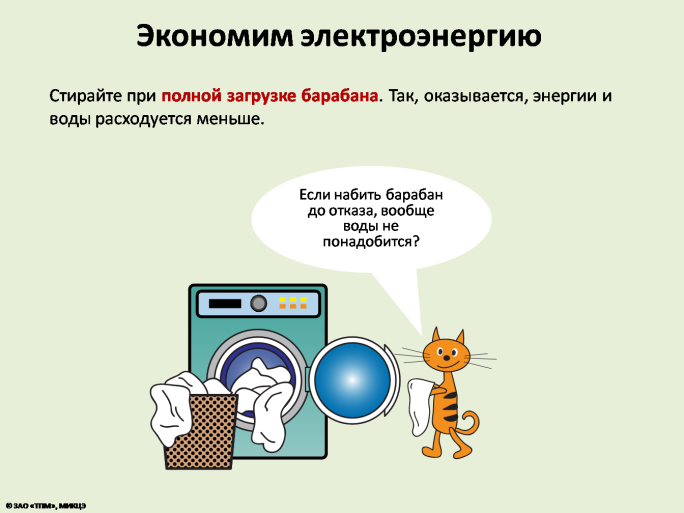 Экономим электроэнергию
Стирайте при полной загрузке барабана. Так, оказывается, энергии и
воды расходуется меньше.
Если набить барабан
до отказа, вообще
воды не
понадобится?
© ЗАО «ТПМ», МИКЦЭ